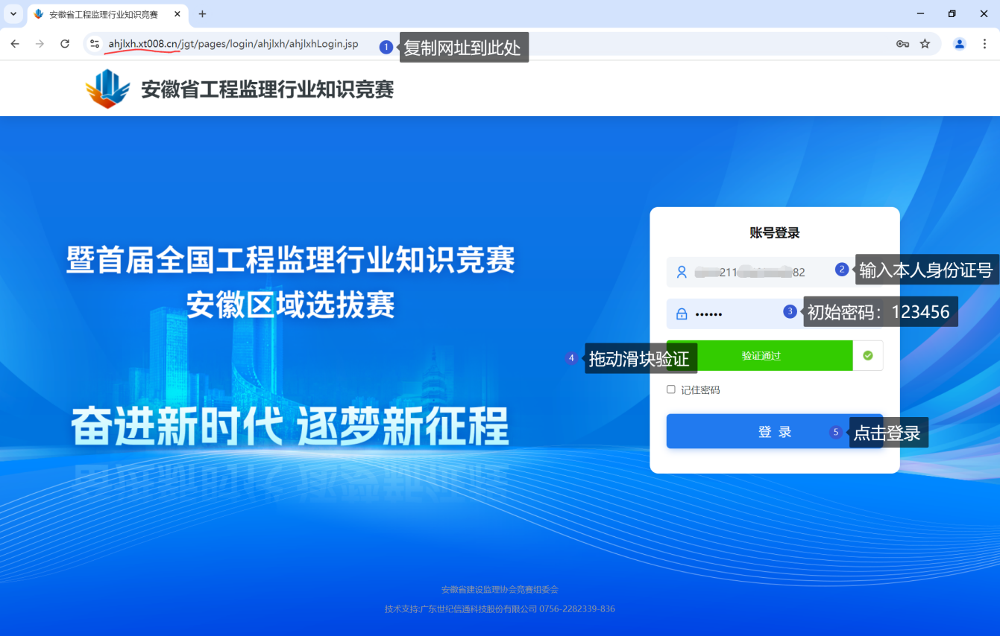 安徽省工程监理行业知识竞赛
ahjlxh.xt008.cn/jgt/pages/login/ahjlxh/ahjlxhLogin.jsp
1 复制网址到此处
安徽省工程监理行业知识竞赛
暨首届全国工程监理行业知识竞赛
安徽区域选拔赛
奋进新时代 逐梦新征程
账号登录
211 82
2 输入本人身份证号
••••••
3 初始密码：123456
4 拖动滑块验证
验证通过
记住密码
登 录
5 点击登录
安徽省建设监理协会竞赛组委会
技术支持:广东世纪信通科技股份有限公司 0756-2282339-836